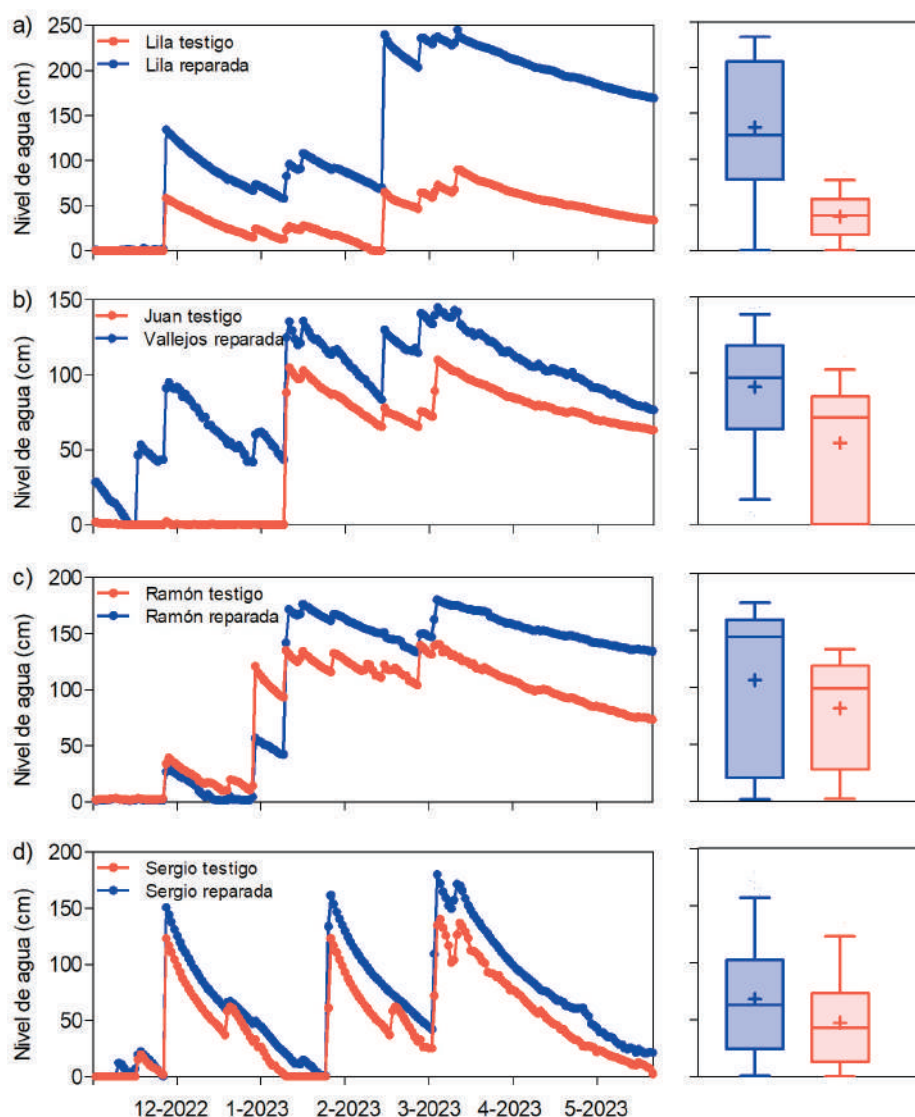 a)
Lila testigo
Lila reparada
Nivel de agua (cm)
250
200
150
100
50
0
b)
Juan testigo
Vallejos reparada
Nivel de agua (cm)
150
100
50
0
c)
Ramón testigo
Ramón reparada
Nivel de agua (cm)
200
150
100
50
0
d)
Sergio testigo
Sergio reparada
Nivel de agua (cm)
200
150
100
50
0
12-2022 1-2023 2-2023 3-2023 4-2023 5-2023